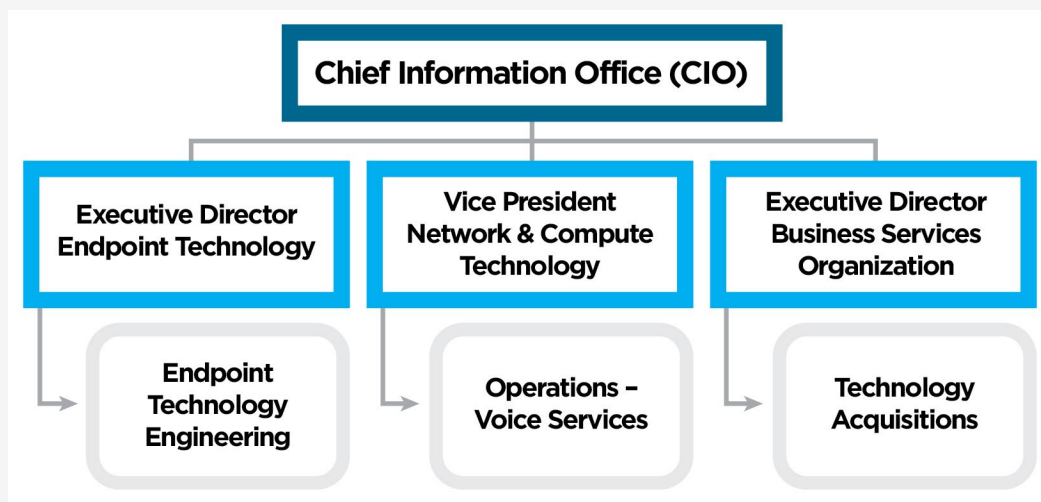 Chief Information Office (CIO)
Executive Director
Endpoint Technology
Vice President
Network & Compute
Technology
Executive Director
Business Services
Organization
Endpoint
Technology
Engineering
Operations –
Voice Services
Technology
Acquisitions